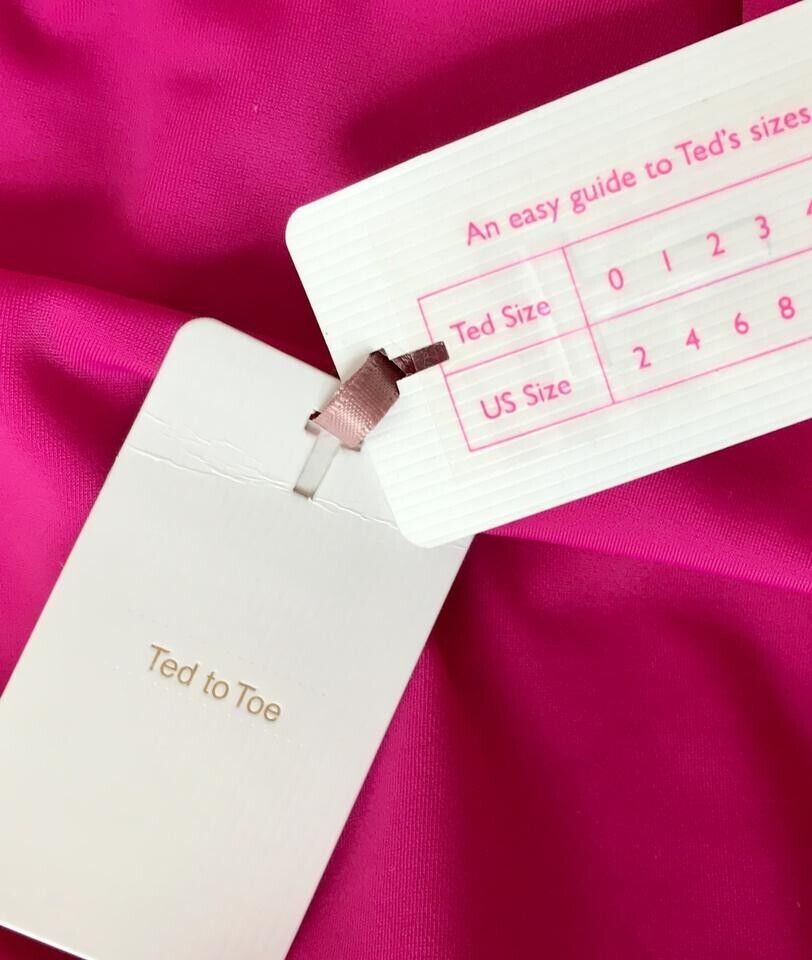 An easy guide to Ted's sizes
Ted Size 0 1 2 3
US Size 2 4 6 8
Ted to Toe